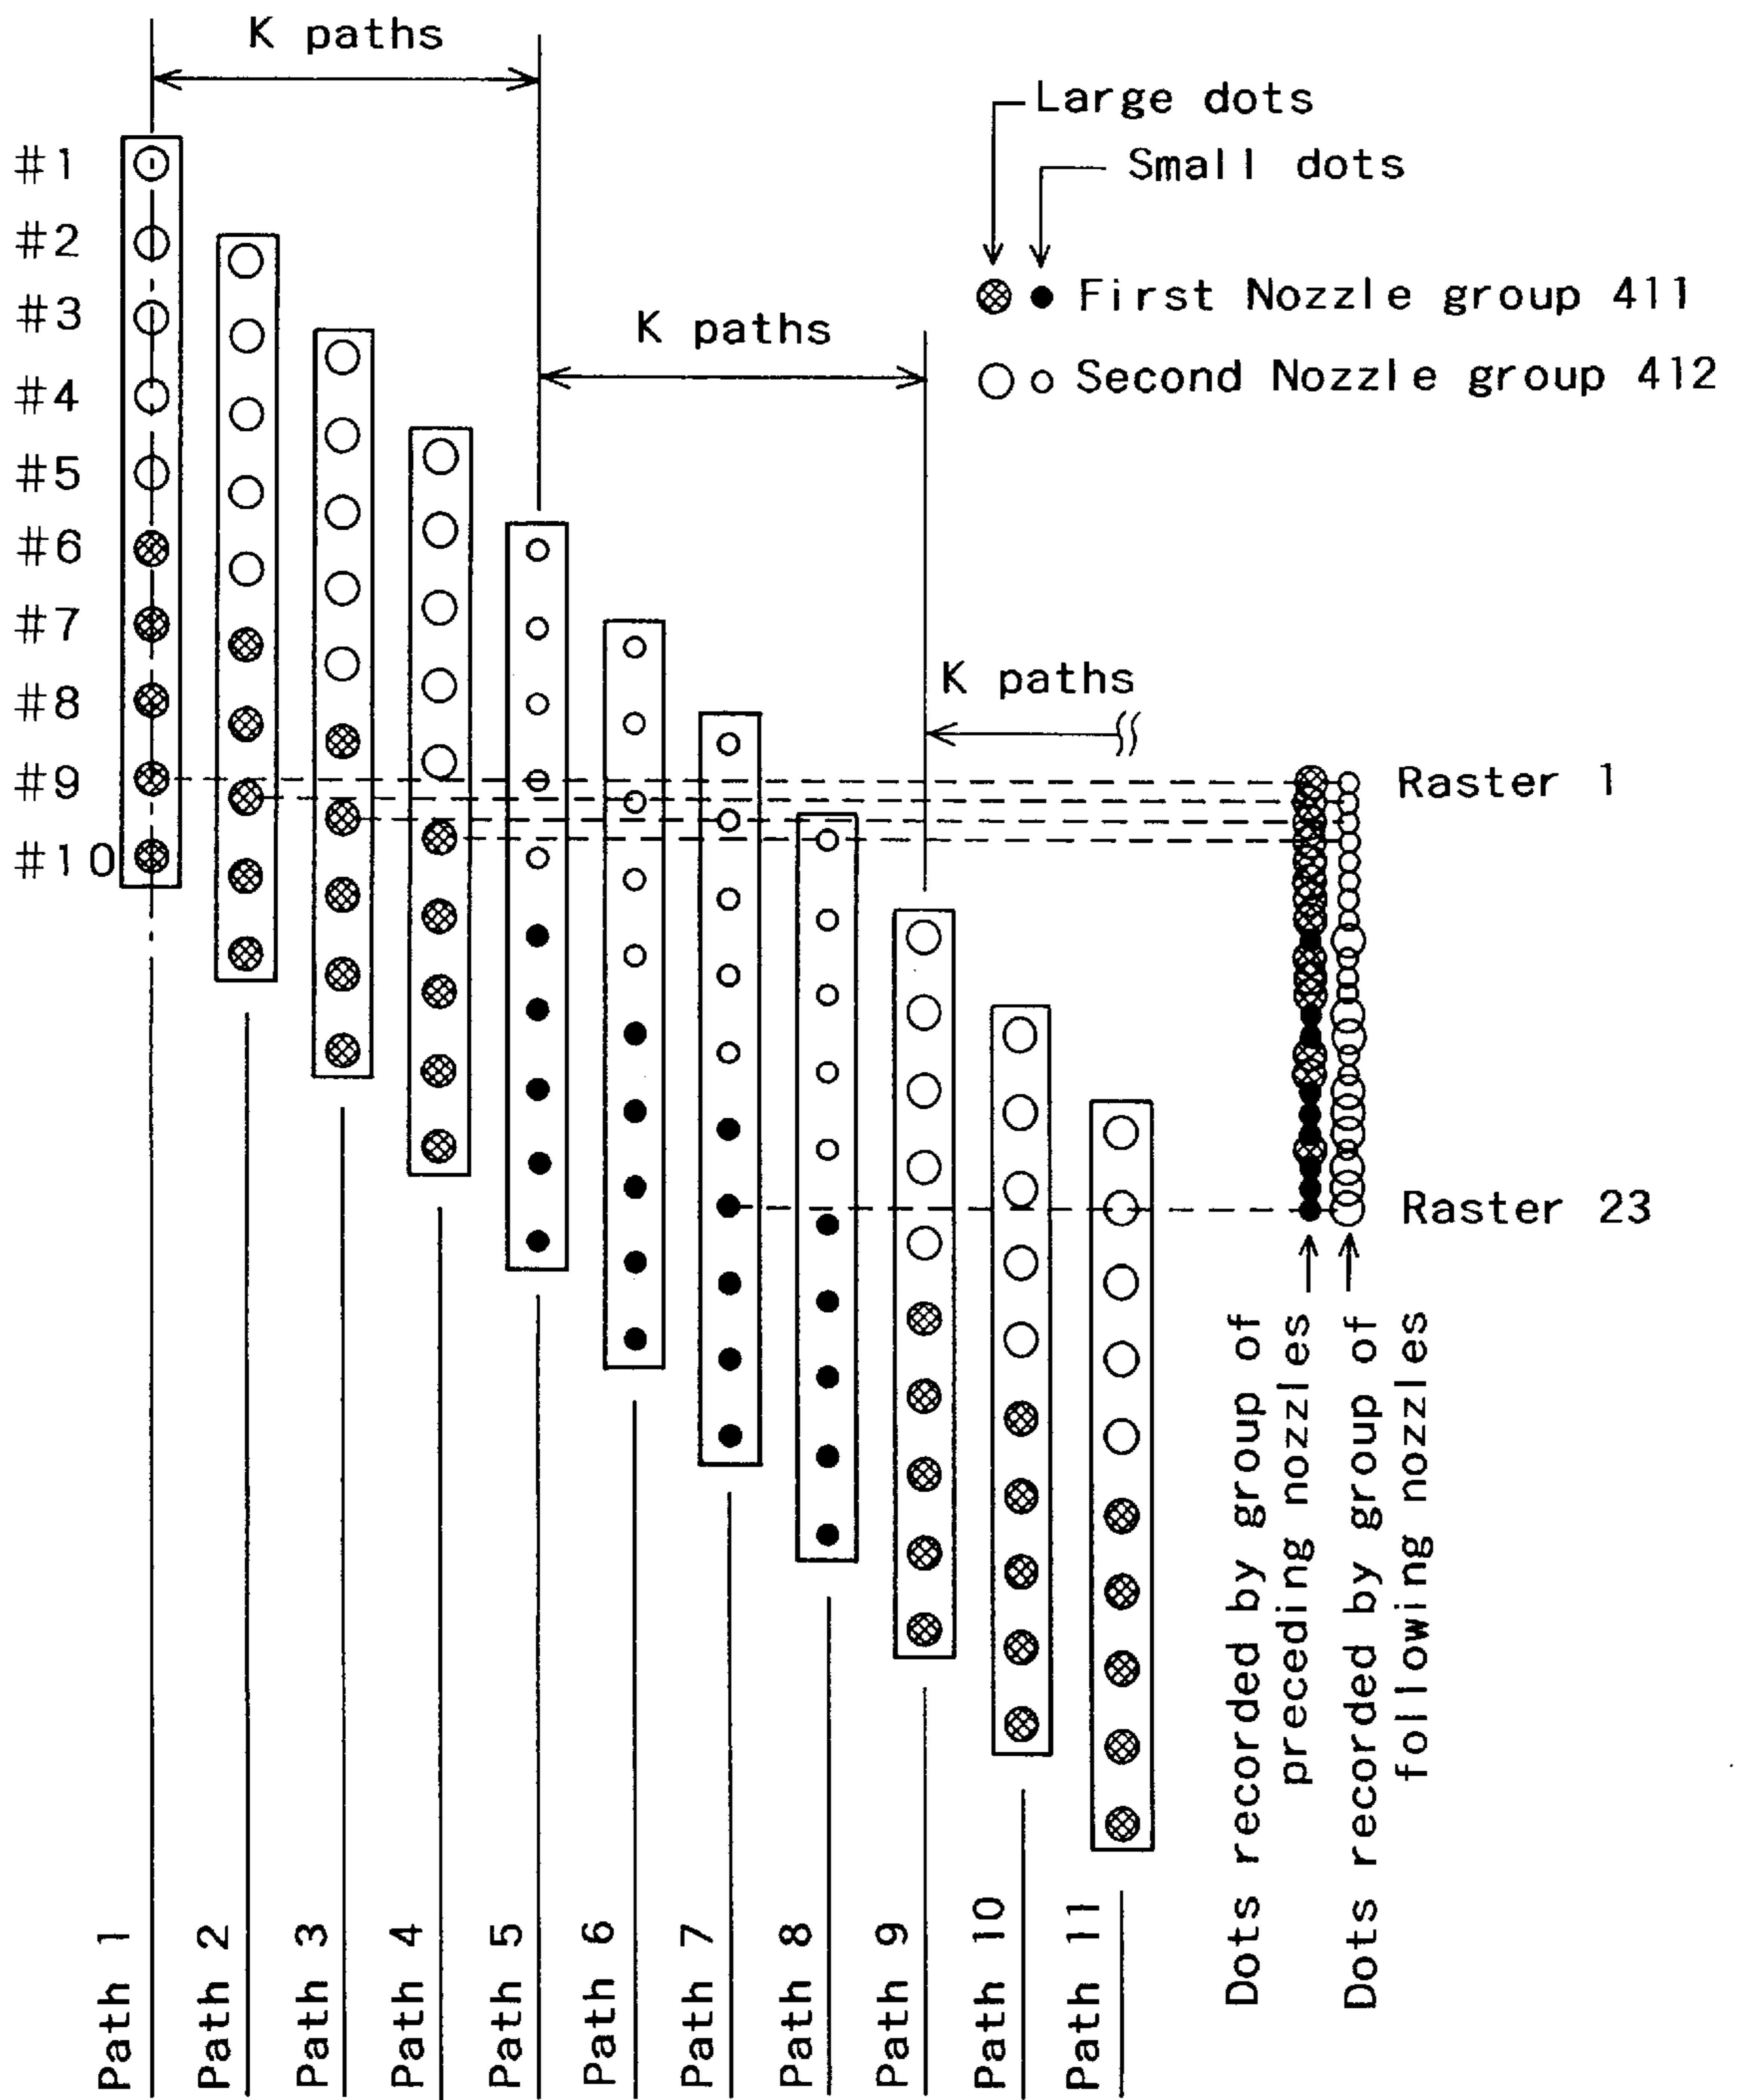 K paths
Large dots
Small dots
First Nozzle group 411
Second Nozzle group 412
K paths
K paths
#1
#2
#3
#4
#5
#6
#7
#8
#9
#10
Raster 1
Raster 23
Dots recorded by group of
preceding nozzles
Dots recorded by group of
following nozzles
Path 1
Path 2
Path 3
Path 4
Path 5
Path 6
Path 7
Path 8
Path 9
Path 10
Path 11